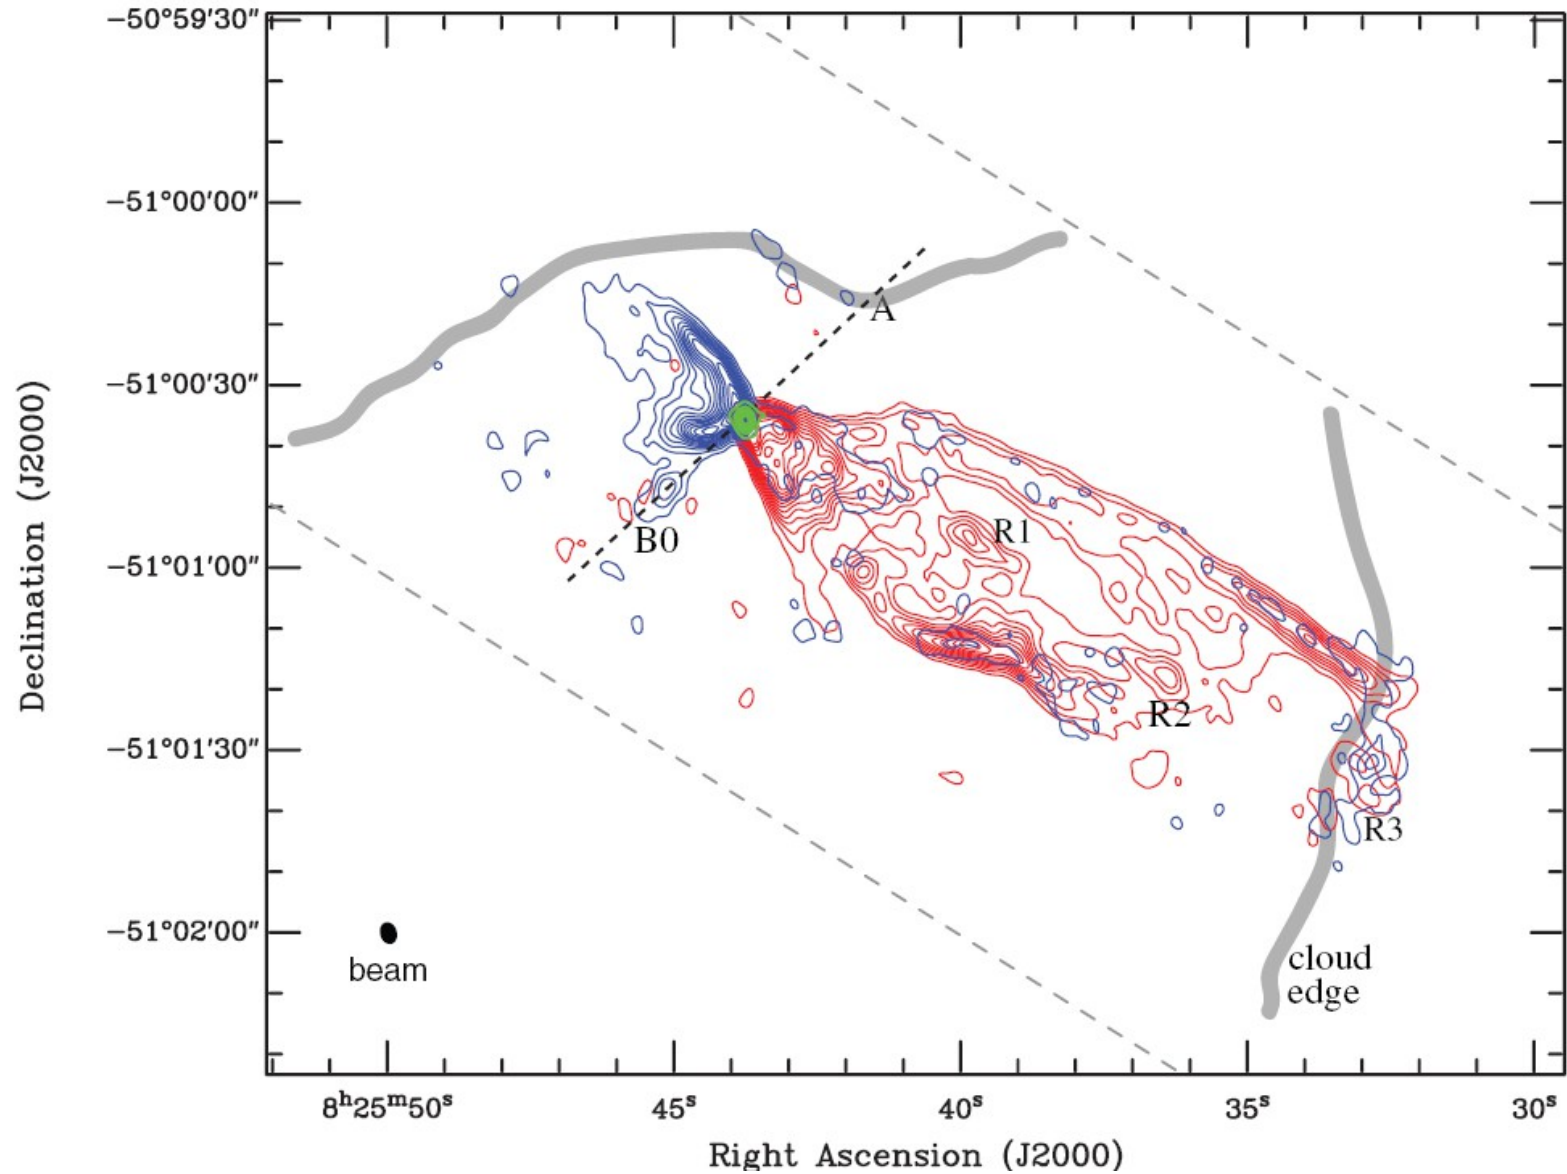 −50°59′30″
−51°00′00″
−51°00′30″
−51°01′00″
−51°01′30″
−51°02′00″
Declination (J2000)
A
B0
R1
R2
R3
cloud
edge
beam
8ʰ25ᵐ50ˢ
45ˢ
40ˢ
35ˢ
30ˢ
Right Ascension (J2000)